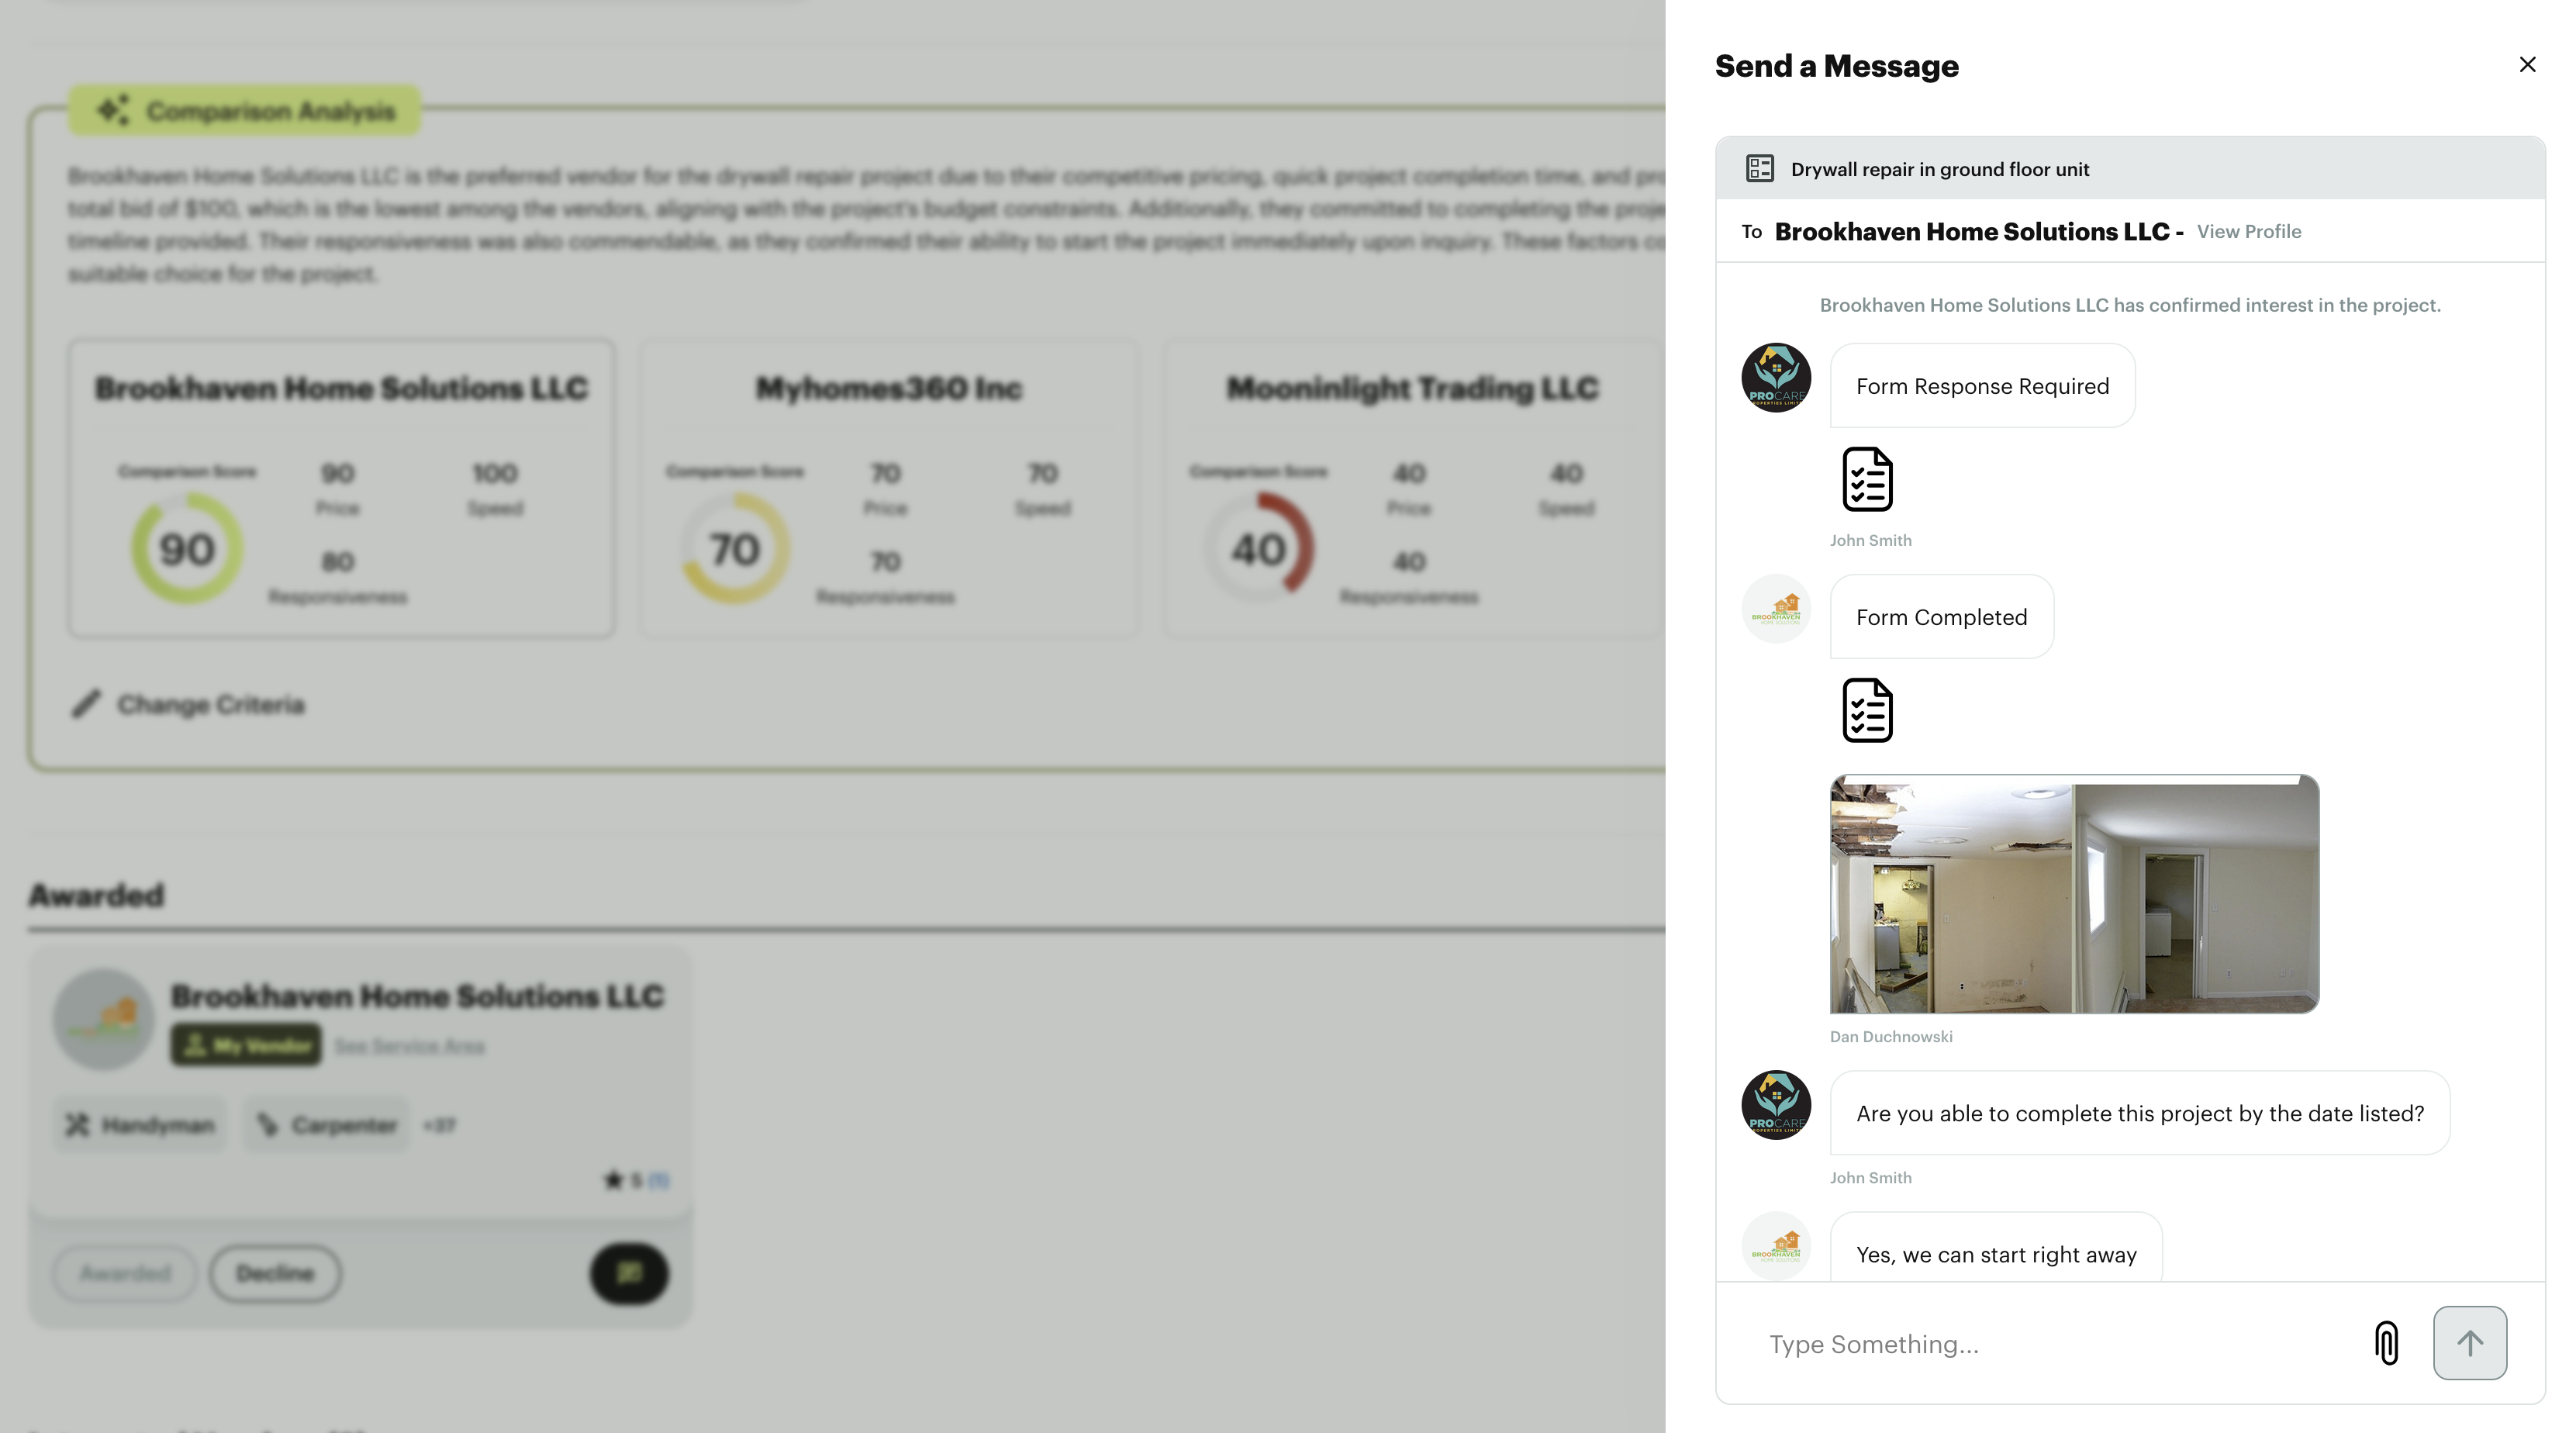 Comparison Analysis
Brookhaven Home Solutions LLC is the preferred vendor for the drywall repair project due to their competitive pricing, quick project completion time, and
total bid of $100, which is the lowest among the vendors, aligning with the project's budget constraints. Additionally, they committed to completing the
timeline provided. Their responsiveness was also commendable, as they confirmed their ability to start the project immediately upon inquiry. These factors
suitable choice for the project.
Brookhaven Home Solutions LLC
Comparison Score
90
90
Price
100
Speed
80
Responsiveness
Myhomes360 Inc
Comparison Score
70
70
Price
70
Speed
70
Responsiveness
Mooninlight Trading LLC
Comparison Score
40
40
Price
40
Speed
40
Responsiveness
Change Criteria
Awarded
Brookhaven Home Solutions LLC
My Vendor
See Service Area
Handyman
Carpenter
+37
5 (1)
Awarded
Decline
Send a Message
Drywall repair in ground floor unit
To Brookhaven Home Solutions LLC - View Profile
Brookhaven Home Solutions LLC has confirmed interest in the project.
PROCARE
Form Response Required
John Smith
BROOKHAVEN
HOME SOLUTIONS
Form Completed
Dan Duchnowski
PROCARE
Are you able to complete this project by the date listed?
John Smith
BROOKHAVEN
HOME SOLUTIONS
Yes, we can start right away
Type Something...